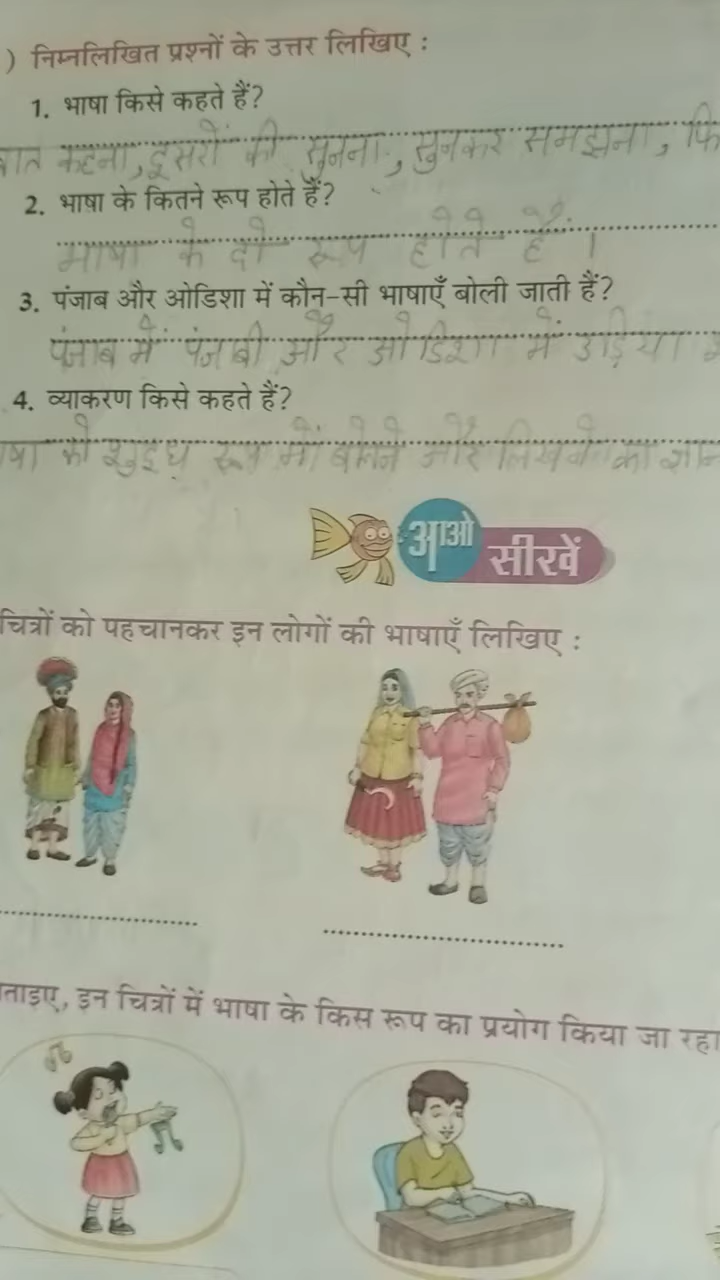 ) निम्नलिखित प्रश्नों के उत्तर लिखिए :
1. भाषा किसे कहते हैं?
बात कहना, दूसरों की सुनना, सुनकर समझना,
2. भाषा के कितने रूप होते हैं?
भाषा के दो रूप होते हैं।
3. पंजाब और ओडिशा में कौन-सी भाषाएँ बोली जाती हैं?
पंजाब में पंजाबी और ओडिशा में उड़िया
4. व्याकरण किसे कहते हैं?
को शुद्ध रूप में बोलने और लिखने का
आओ
सीखें
चित्रों को पहचानकर इन लोगों की भाषाएँ लिखिए :
इन चित्रों में भाषा के किस रूप का प्रयोग किया जा रहा